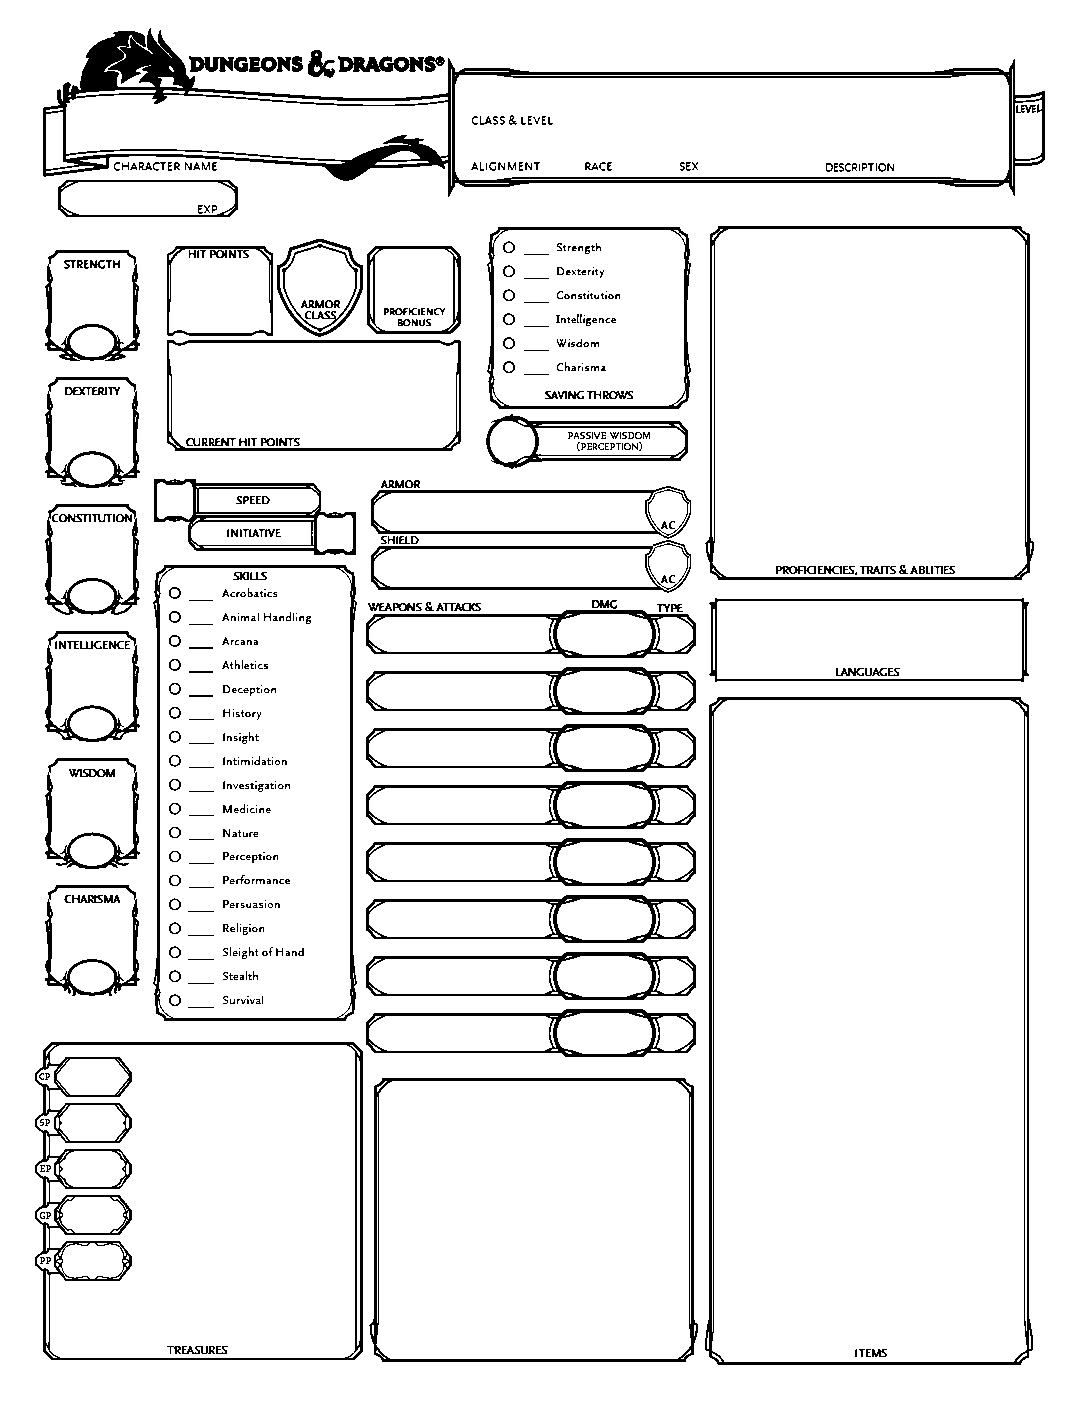 DUNGEONS & DRAGONS®
LEVEL
CLASS & LEVEL
CHARACTER NAME
ALIGNMENT RACE SEX DESCRIPTION
EXP
STRENGTH
DEXTERITY
CONSTITUTION
INTELLIGENCE
WISDOM
CHARISMA
HIT POINTS
ARMOR
CLASS
PROFICIENCY
BONUS
CURRENT HIT POINTS
Strength
Dexterity
Constitution
Intelligence
Wisdom
Charisma
SAVING THROWS
PASSIVE WISDOM
(PERCEPTION)
SPEED
INITIATIVE
ARMOR
AC
SHIELD
AC
SKILLS
Acrobatics
Animal Handling
Arcana
Athletics
Deception
History
Insight
Intimidation
Investigation
Medicine
Nature
Perception
Performance
Persuasion
Religion
Sleight of Hand
Stealth
Survival
WEAPONS & ATTACKS DMG TYPE
PROFICIENCIES, TRAITS & ABLITIES
LANGUAGES
CP
SP
EP
GP
PP
TREASURES
ITEMS